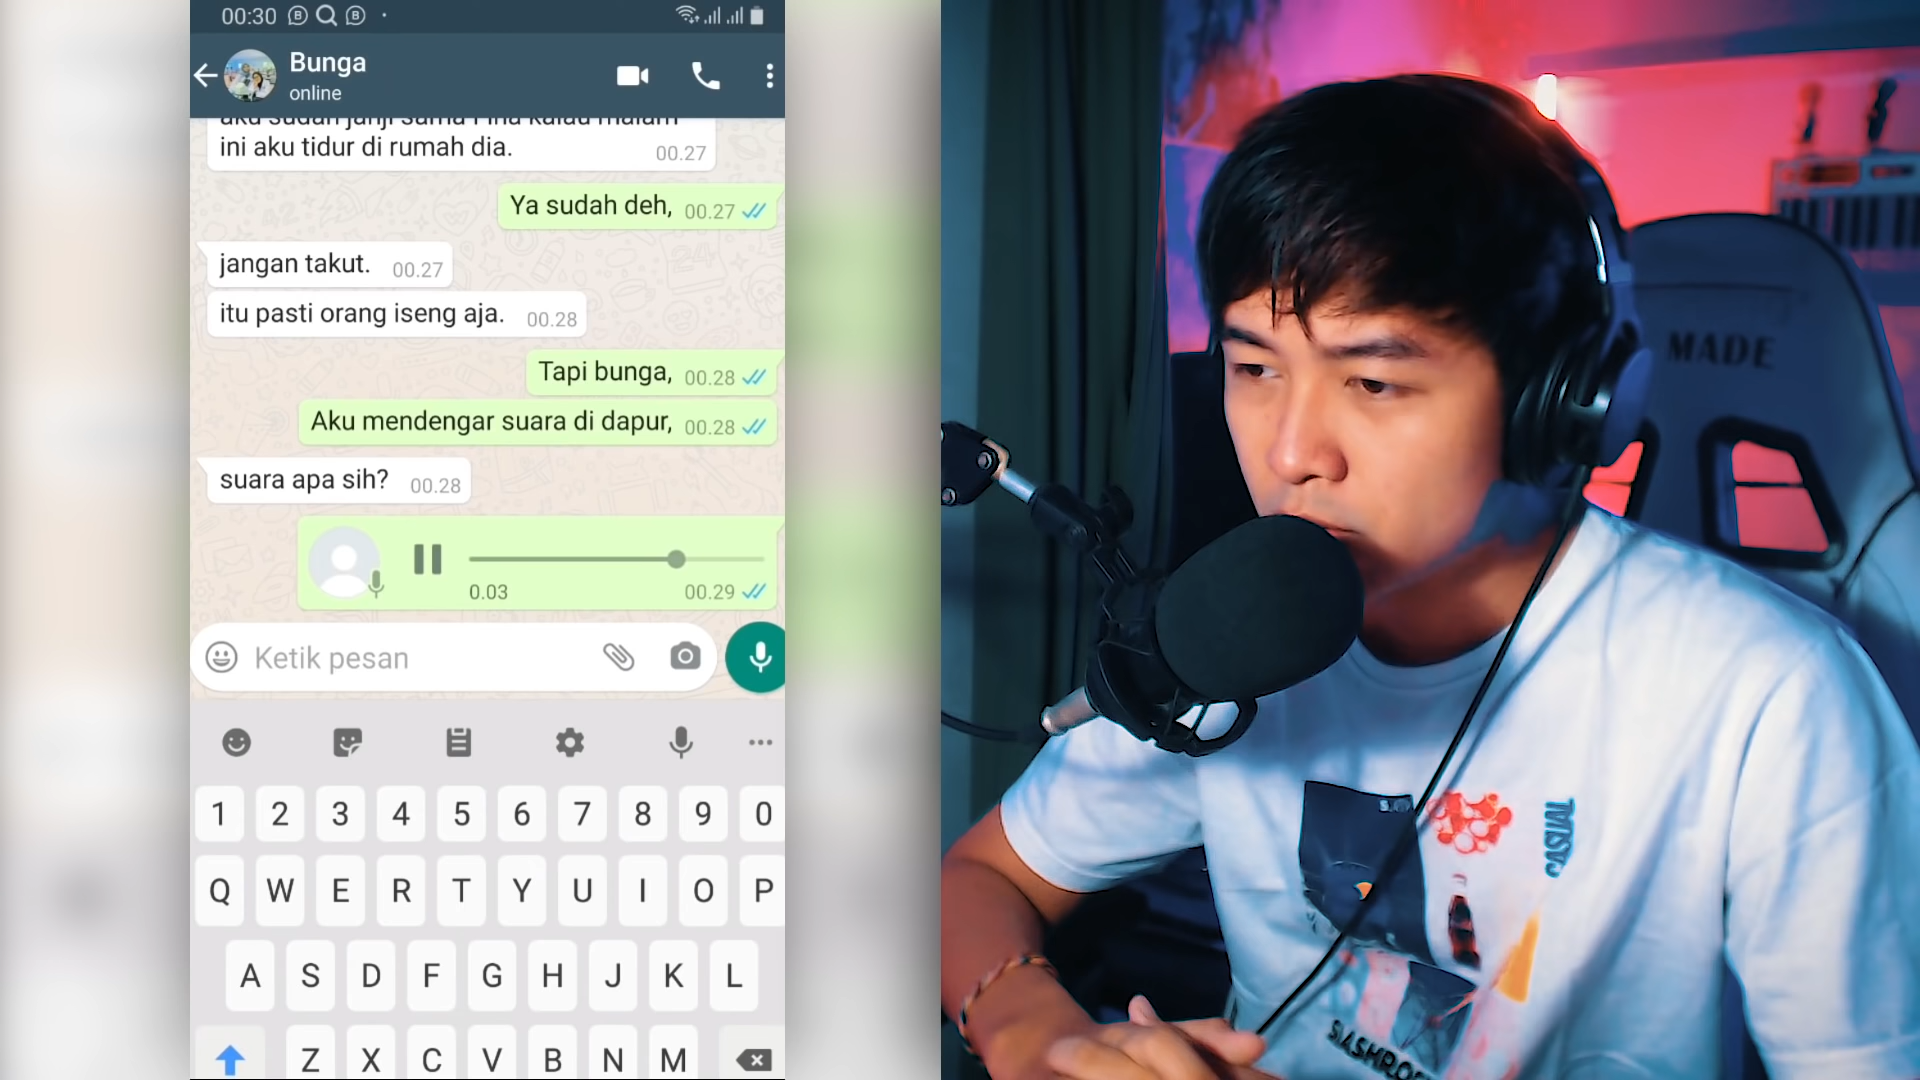 00:30
Bunga
online
ini aku tidur di rumah dia. 00.27
Ya sudah deh, 00.27
jangan takut. 00.27
itu pasti orang iseng aja. 00.28
Tapi bunga, 00.28
Aku mendengar suara di dapur, 00.28
suara apa sih? 00.28
0.03 00.29
Ketik pesan
1 2 3 4 5 6 7 8 9 0
Q W E R T Y U I O P
A S D F G H J K L
Z X C V B N M
MADE